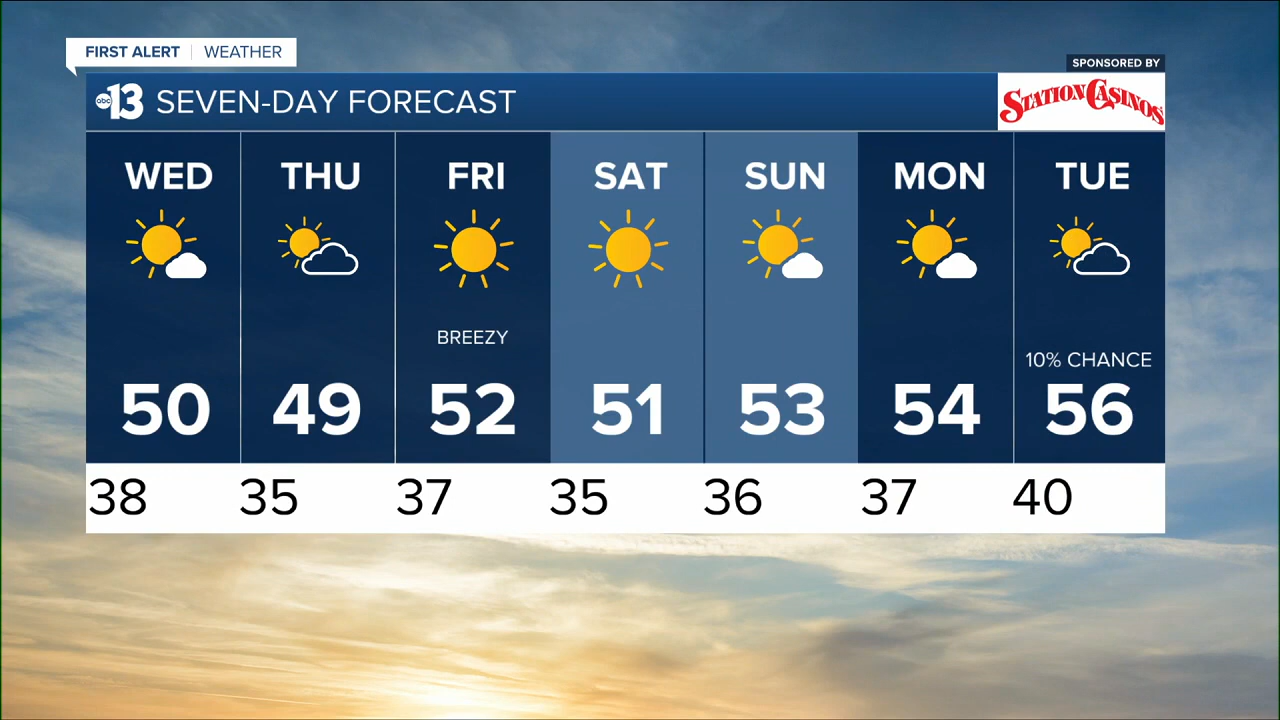 FIRST ALERT WEATHER
SPONSORED BY
abc 13 SEVEN-DAY FORECAST
STATION CASINOS
WED THU FRI SAT SUN MON TUE
BREEZY
10% CHANCE
50 49 52 51 53 54 56
38 35 37 35 36 37 40